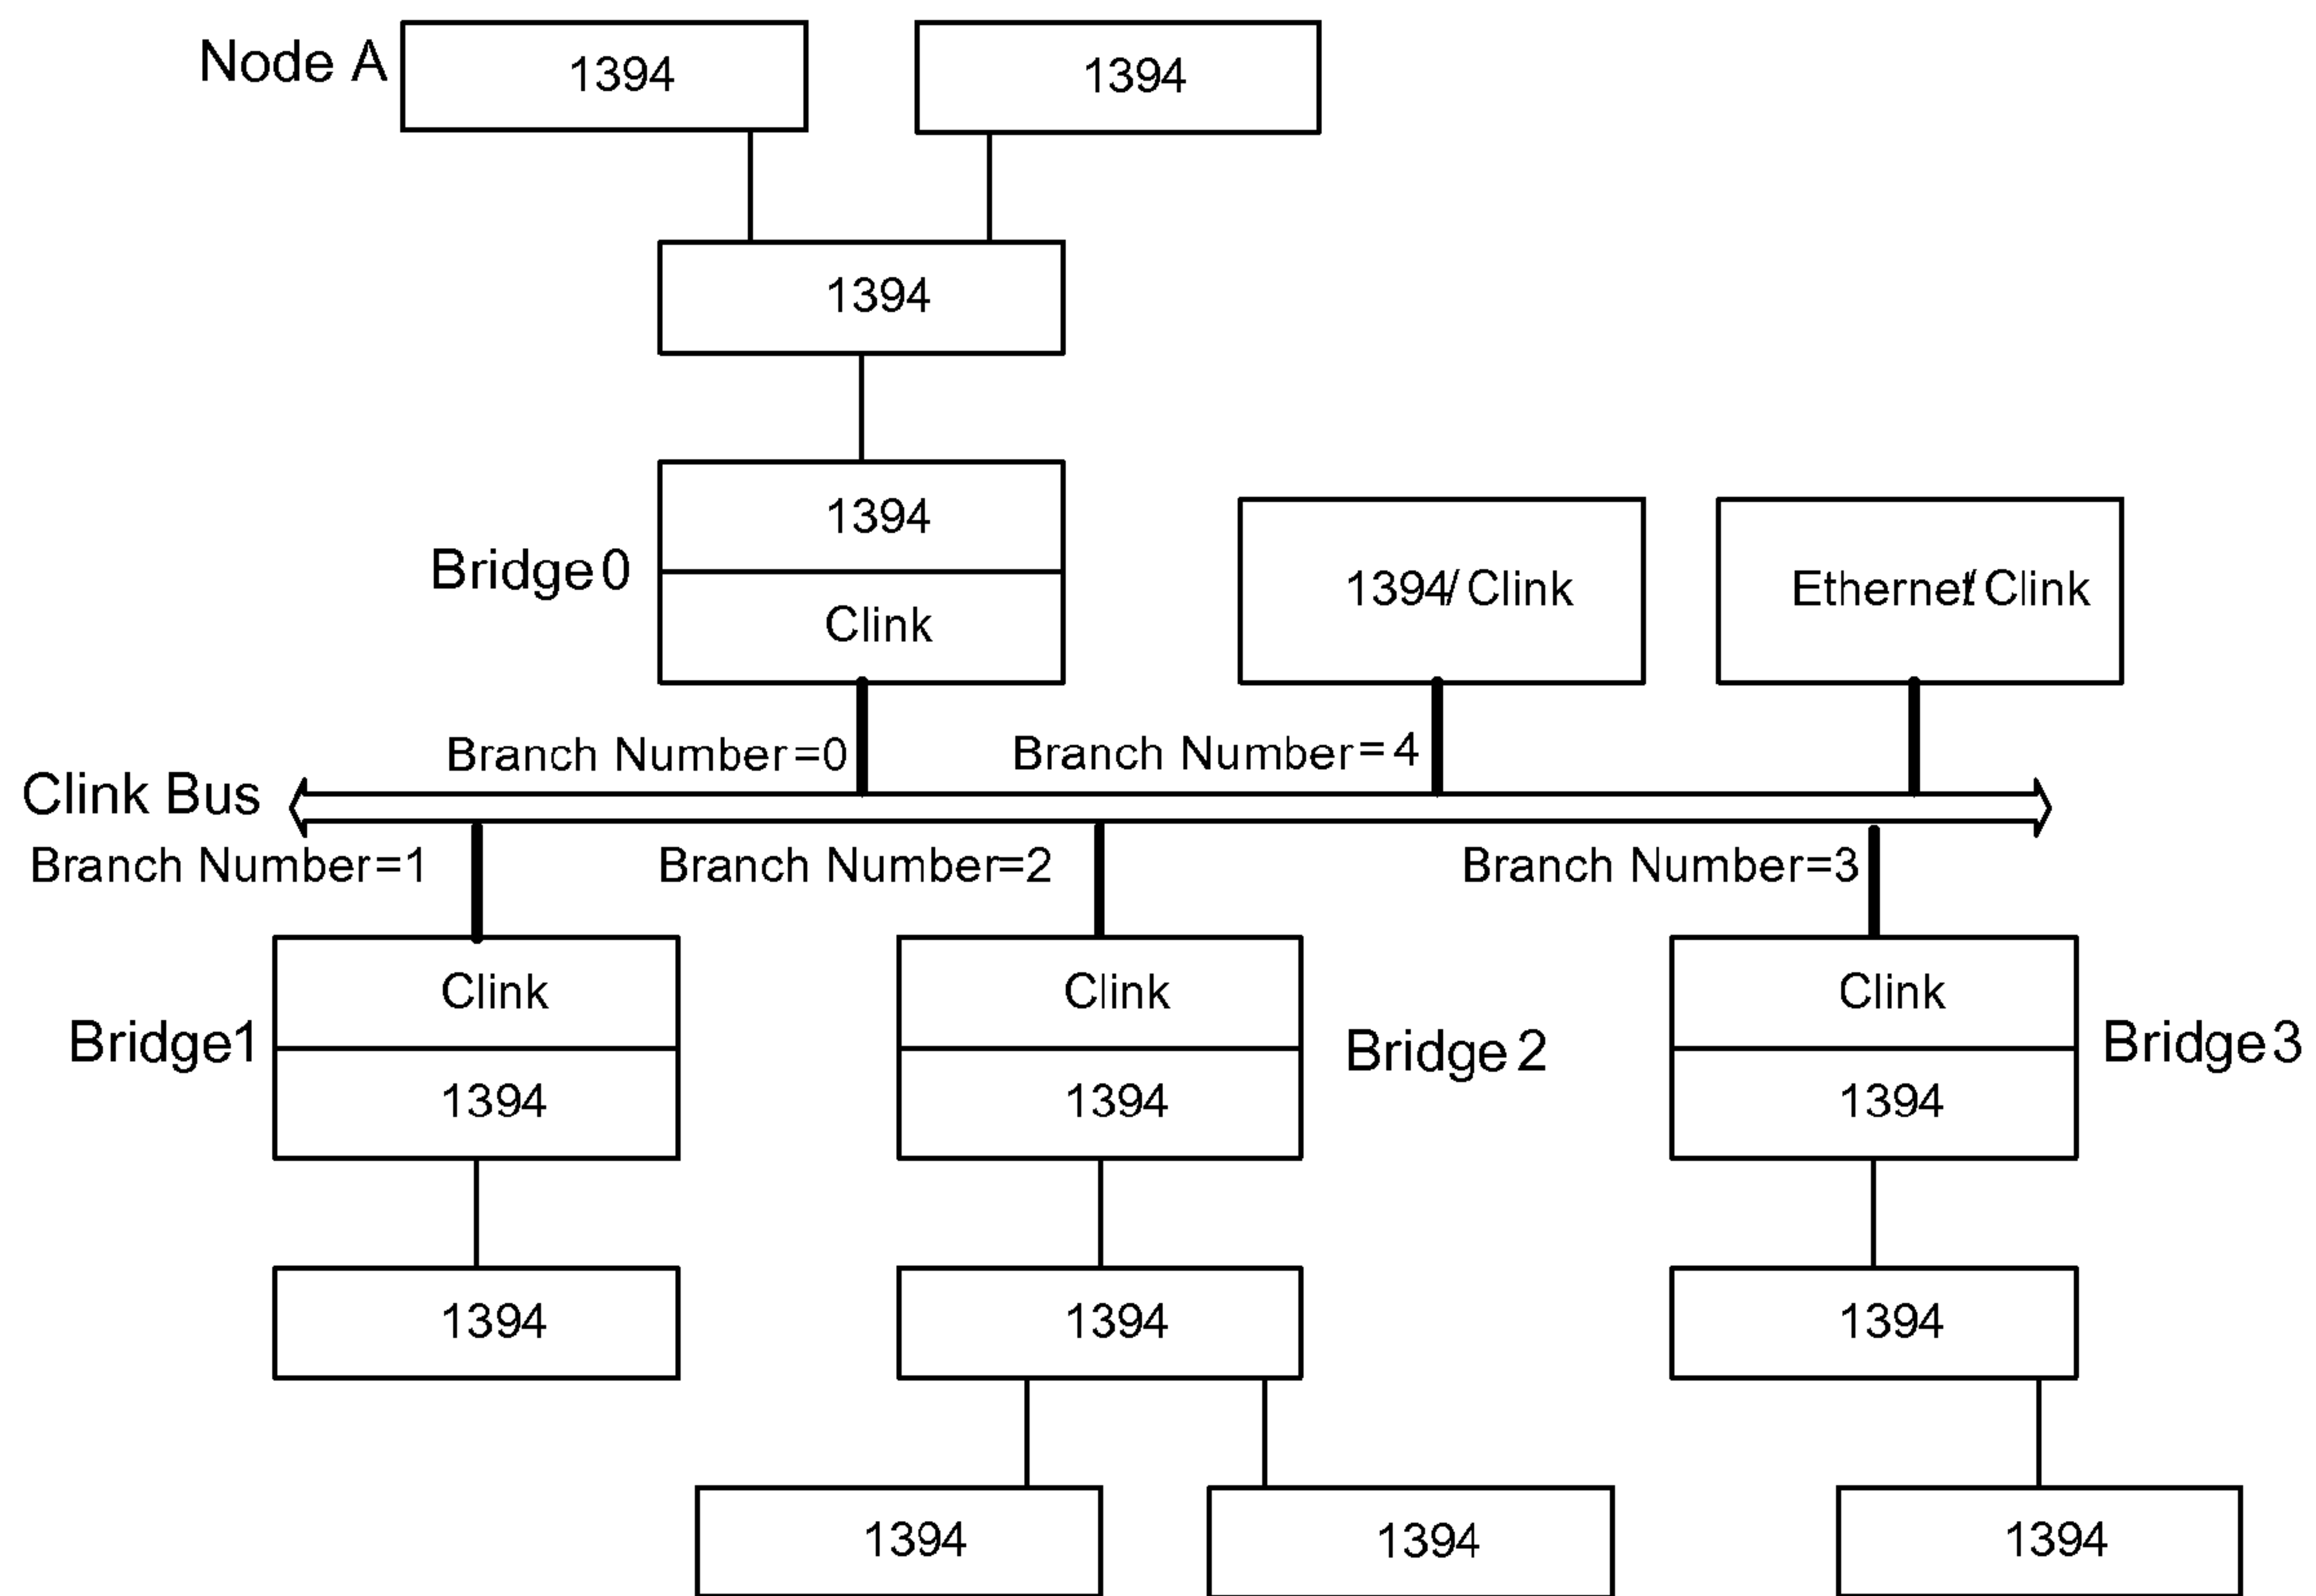 Node A
1394
1394
1394
1394
Bridge 0
Clink
1394/ Clink
Ethernet/ Clink
Branch Number=0
Branch Number=4
Clink Bus
Branch Number=1
Branch Number=2
Branch Number=3
Clink
Clink
Clink
Bridge1
Bridge 2
Bridge3
1394
1394
1394
1394
1394
1394
1394
1394
1394